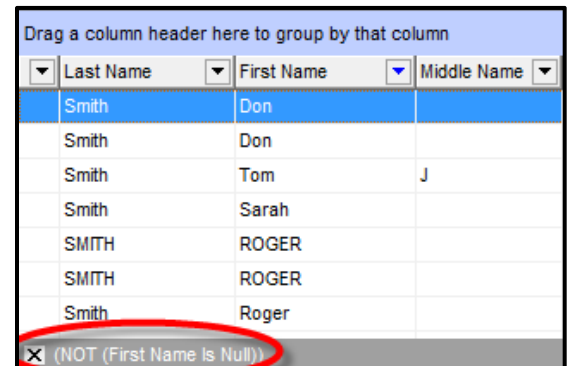 Drag a column header here to group by that column
Last Name First Name Middle Name
Smith Don
Smith Don
Smith Tom J
Smith Sarah
SMITH ROGER
SMITH ROGER
Smith Roger
(NOT (First Name Is Null))